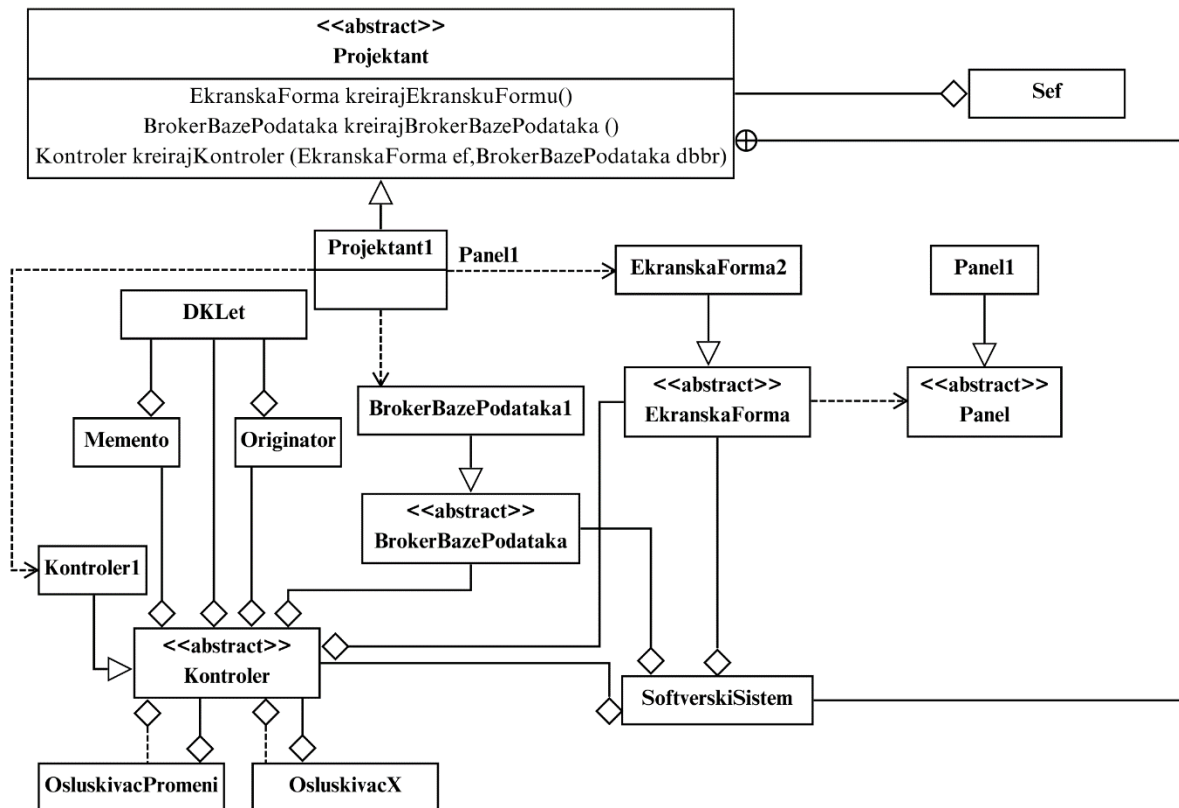 <<abstract>>
Projektant
EkranskaForma kreirajEkranskuFormu()
BrokerBazePodataka kreirajBrokerBazePodataka ()
Kontroler kreirajKontroler (EkranskaForma ef,BrokerBazePodataka dbbr)
Sef
Projektant1
Panel1
EkranskaForma2
Panel1
DKLet
<<abstract>>
EkranskaForma
<<abstract>>
Panel
BrokerBazePodataka1
Memento
Originator
<<abstract>>
BrokerBazePodataka
Kontroler1
<<abstract>>
Kontroler
SoftverskiSistem
OsluskivacPromeni
OsluskivacX